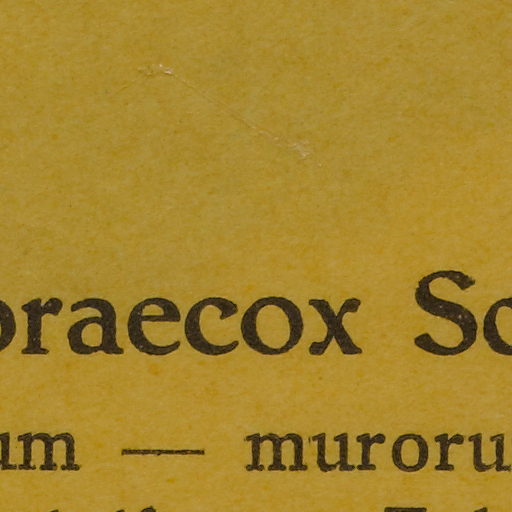 praecox Sc
um — muroru